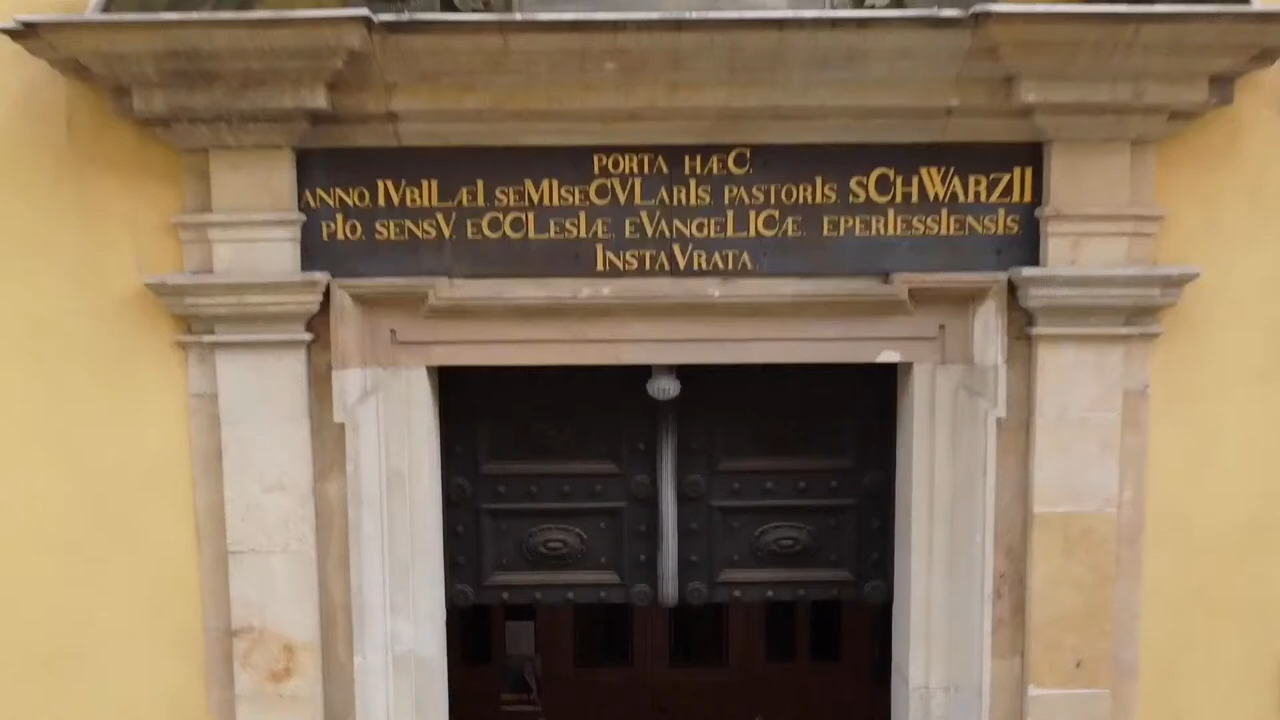 PORTA HÆC.
ANNO. IVBILÆI. SEMISECVLARIS. PASTORIS. SCHWARZII.
PIO. SENSV. ECCLESIÆ. EVANGELICÆ. EPERIESSIENSIS.
INSTAVRATA.